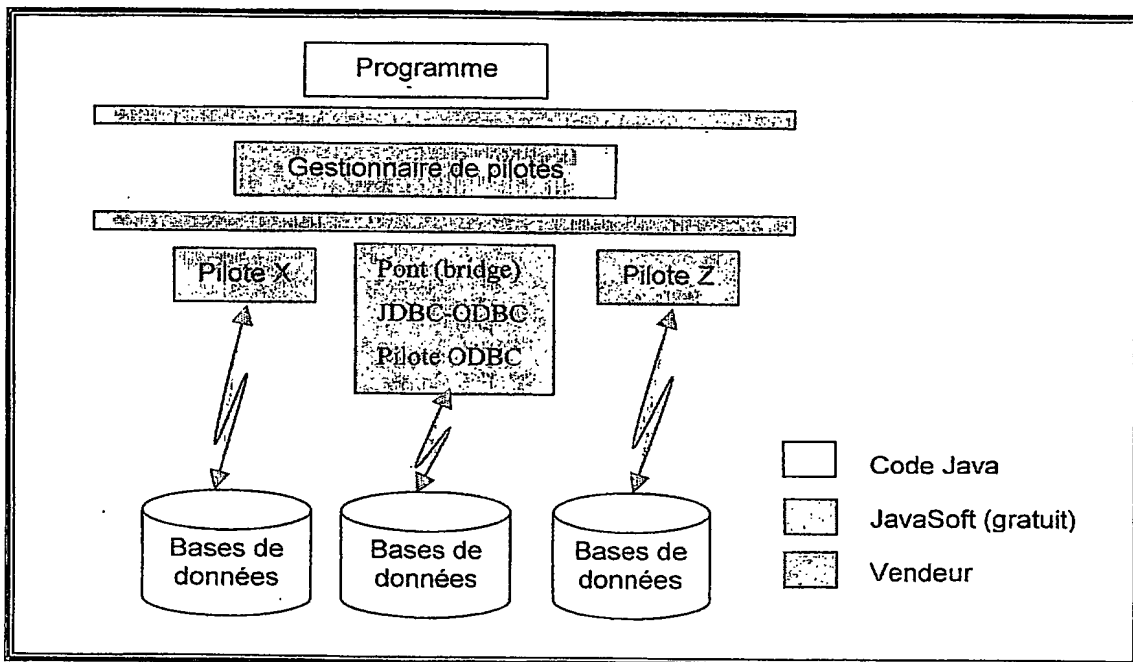 Programme
Gestionnaire de pilotes
Pilote X
Pont (bridge)
JDBC-ODBC
Pilote ODBC
Pilote Z
Bases de
données
Bases de
données
Bases de
données
Code Java
JavaSoft (gratuit)
Vendeur